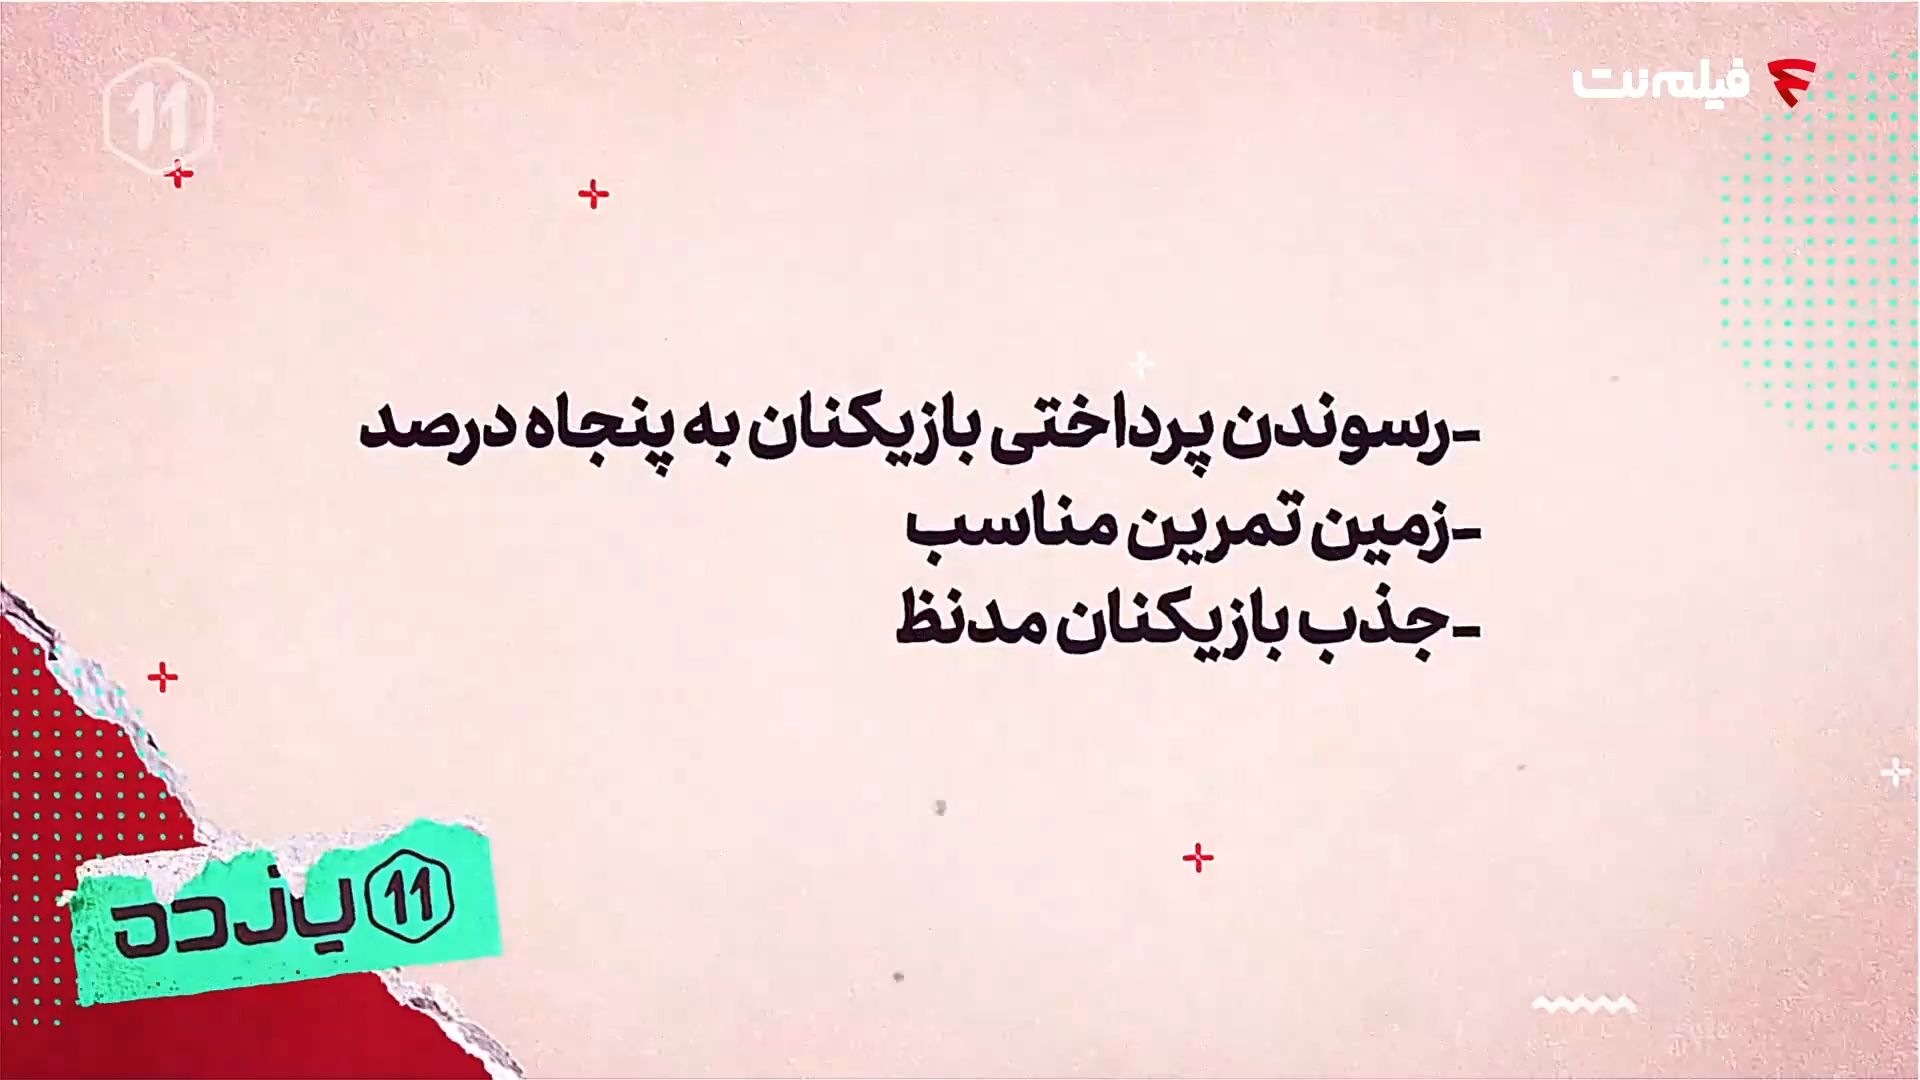 11
فیلم‌نت
-رسوندن پرداختی بازیکنان به پنجاه درصد
-زمین تمرین مناسب
-جذب بازیکنان مدنظ
11 یازده